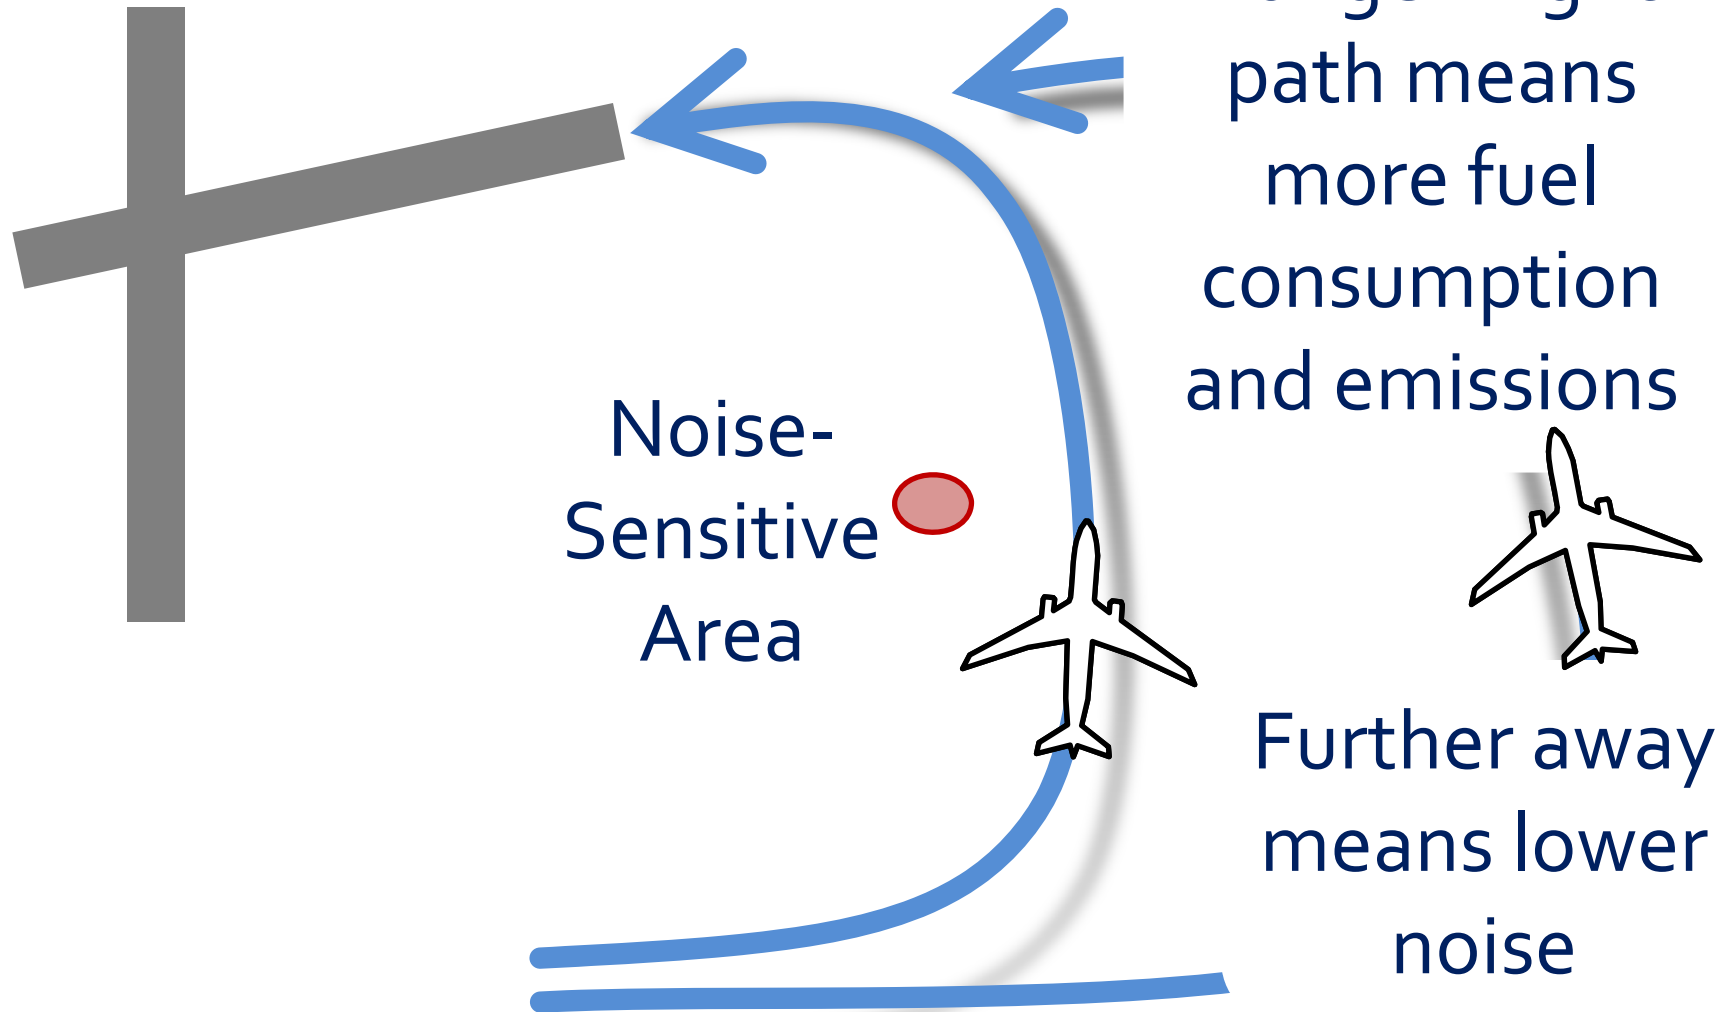 path means
more fuel
consumption
and emissions
Noise-
Sensitive
Area
Further away
means lower
noise